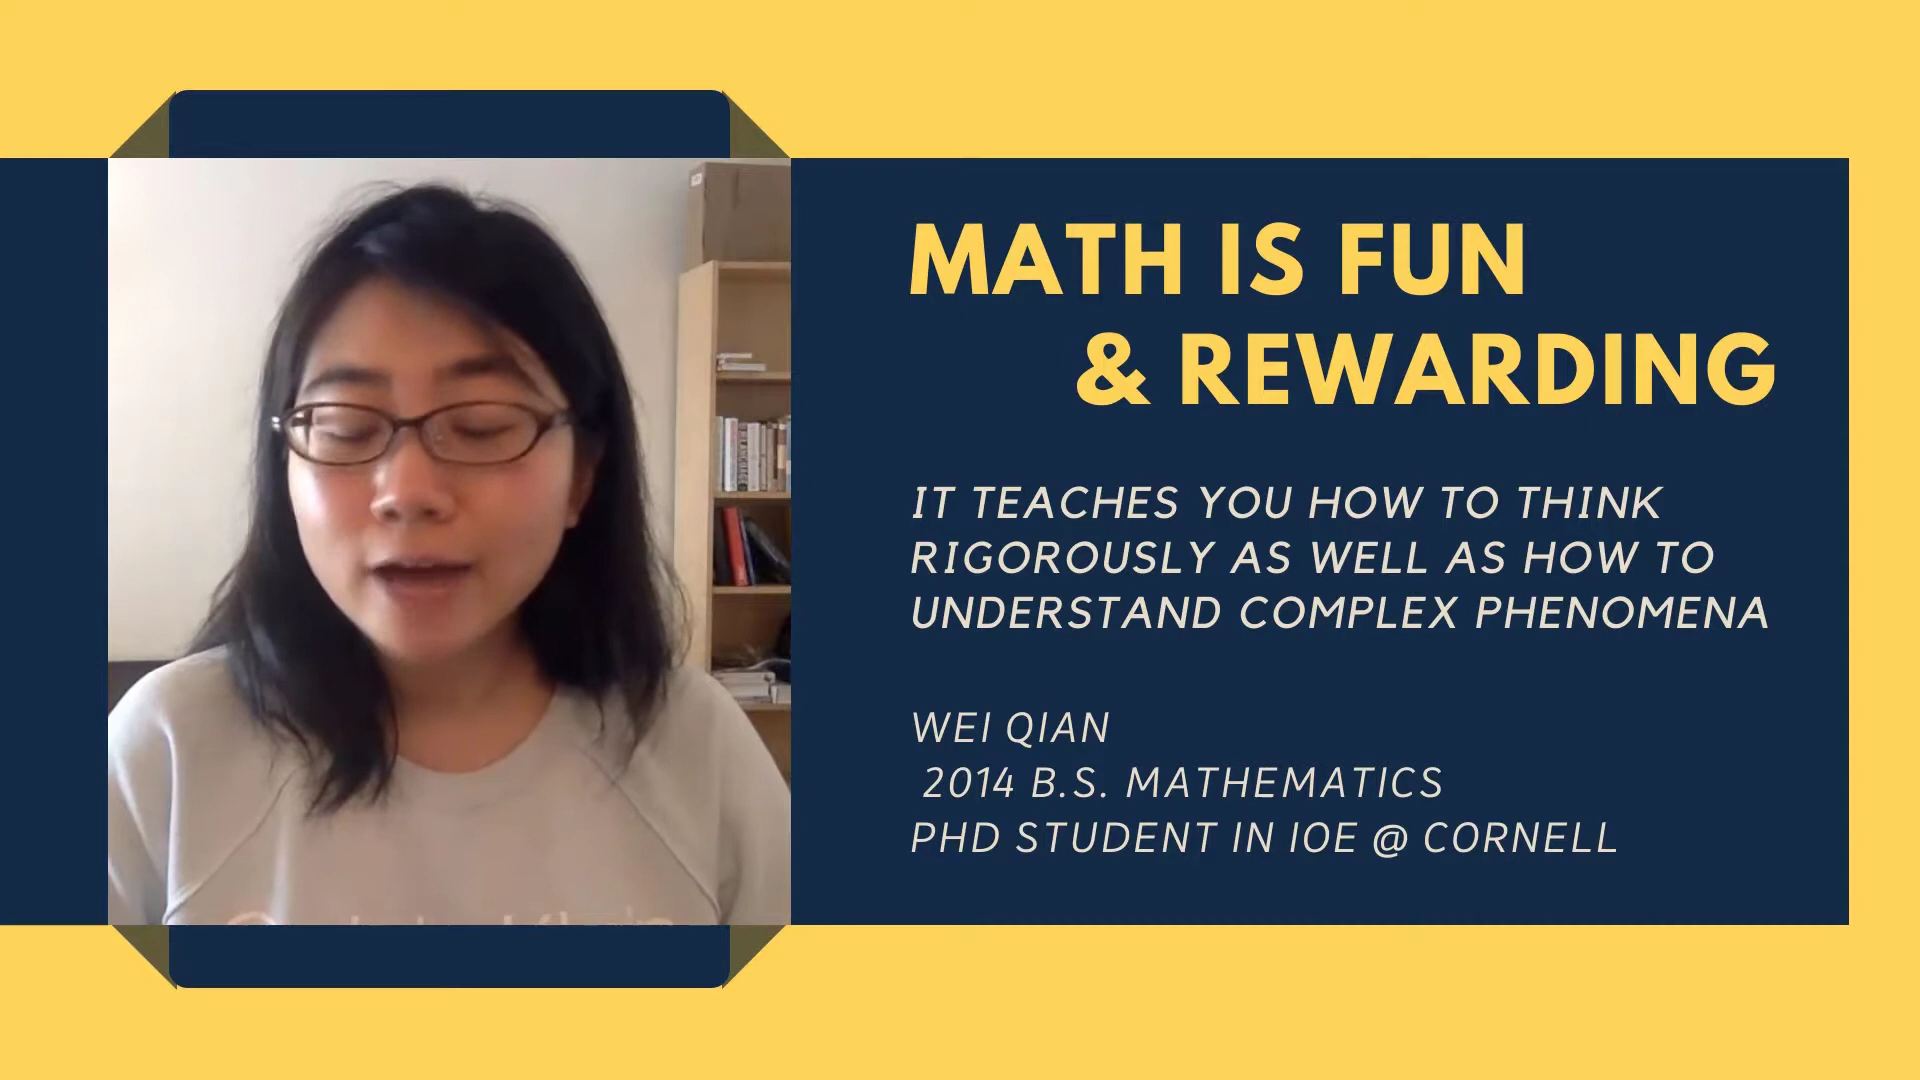 MATH IS FUN
& REWARDING
IT TEACHES YOU HOW TO THINK
RIGOROUSLY AS WELL AS HOW TO
UNDERSTAND COMPLEX PHENOMENA
WEI QIAN
2014 B.S. MATHEMATICS
PHD STUDENT IN IOE @ CORNELL